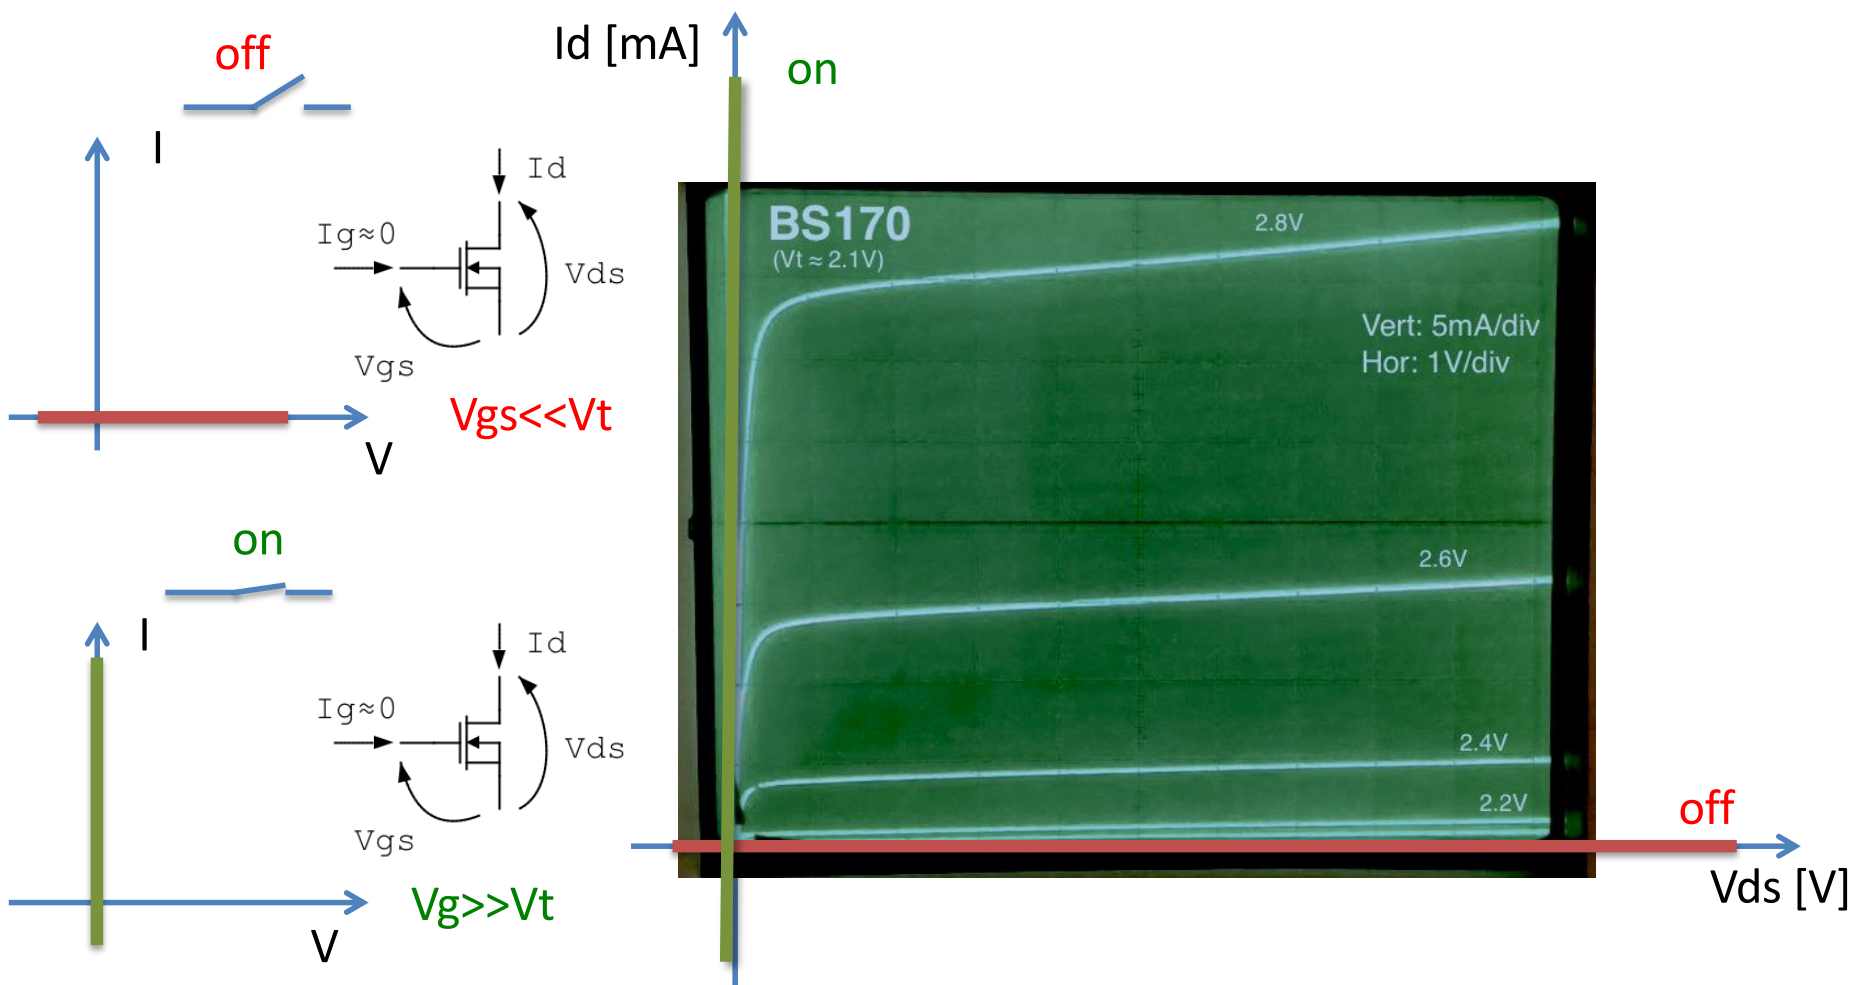 off
I
Id
Ig≈0
Vds
Vgs
Vgs<<Vt
V
on
I
Id
Ig≈0
Vds
Vgs
Vg>>Vt
V
Id [mA]
on
BS170
(Vt ≈ 2.1V)
2.8V
Vert: 5mA/div
Hor: 1V/div
2.6V
2.4V
2.2V
off
Vds [V]